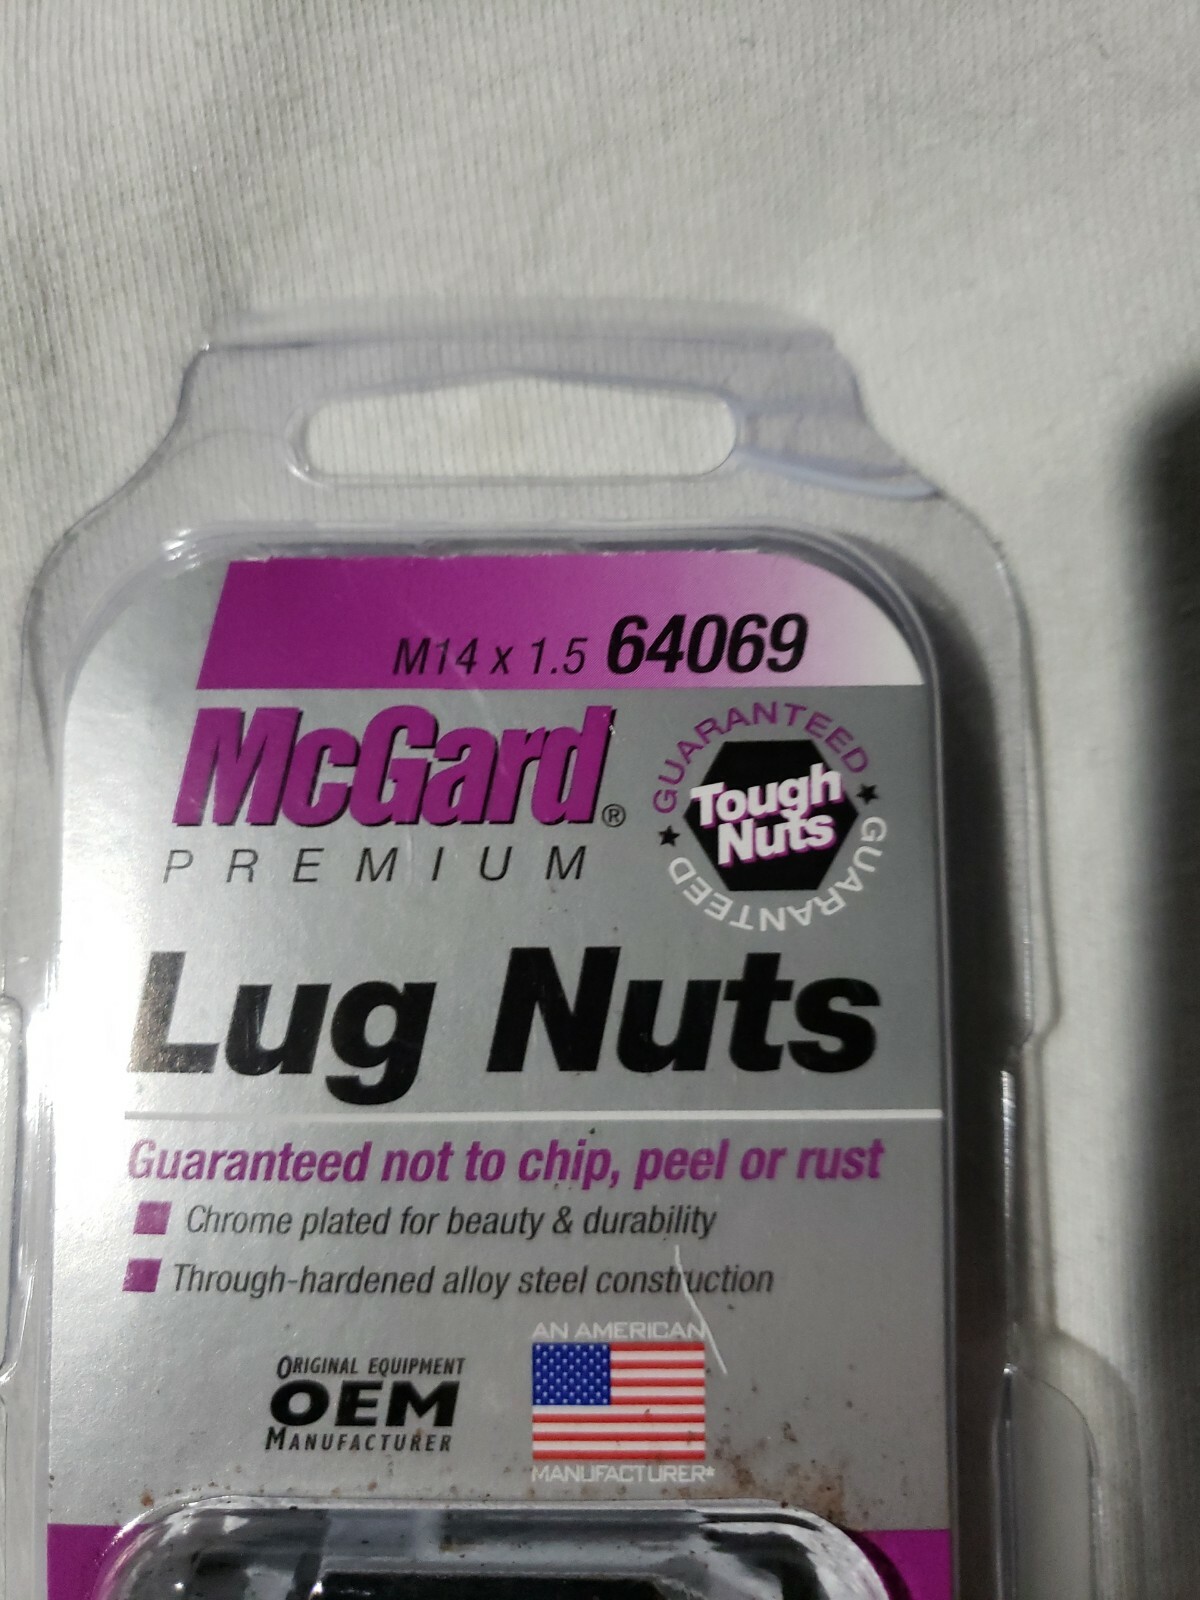 M14 x 1.5 64069
McGard®
PREMIUM
GUARANTEED
Tough
Nuts
GUARANTEED
Lug Nuts
Guaranteed not to chip, peel or rust
Chrome plated for beauty & durability
Through-hardened alloy steel construction
AN AMERICAN
MANUFACTURER*
ORIGINAL EQUIPMENT
OEM
MANUFACTURER